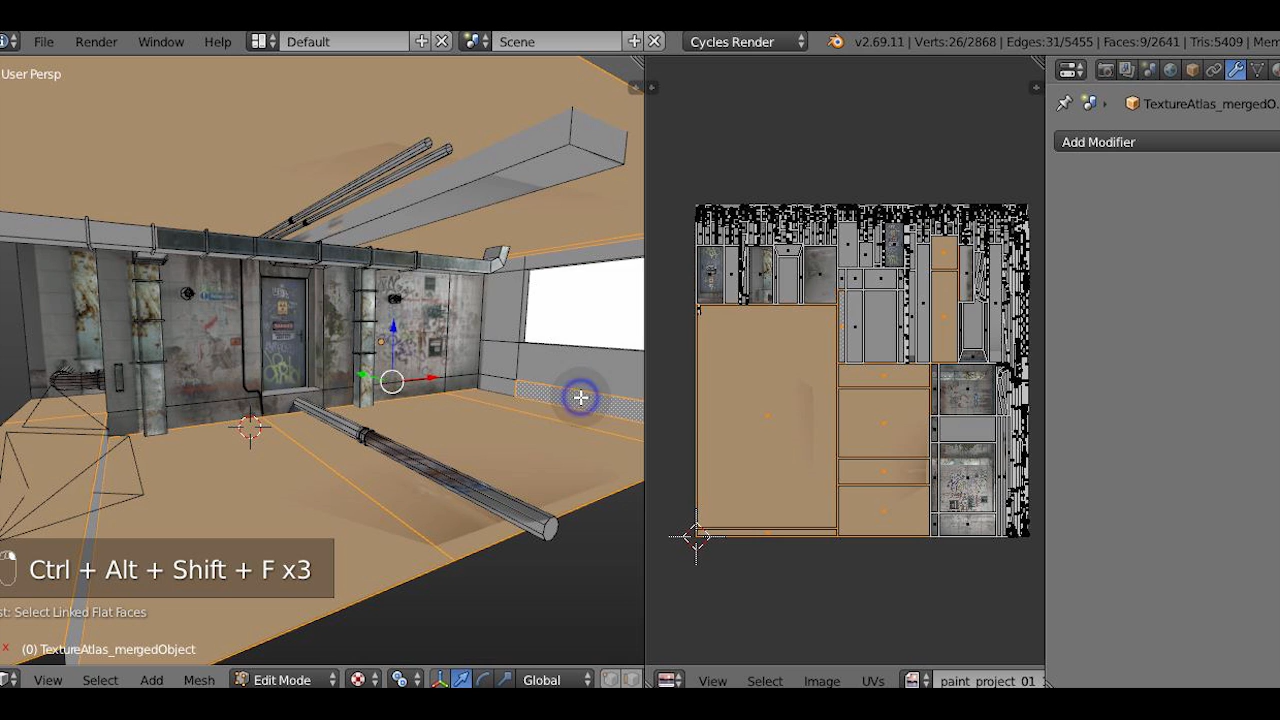 File Render Window Help Default Scene Cycles Render v2.69.11 | Verts:26/2868 | Edges:31/5455 | Faces:9/2641 | Tris:5409 | Mem
User Persp
TextureAtlas_mergedO.
Add Modifier
Ctrl + Alt + Shift + F x3
st: Select Linked Flat Faces
(0) TextureAtlas_mergedObject
View Select Add Mesh Edit Mode Global View Select Image UVs paint_project_01